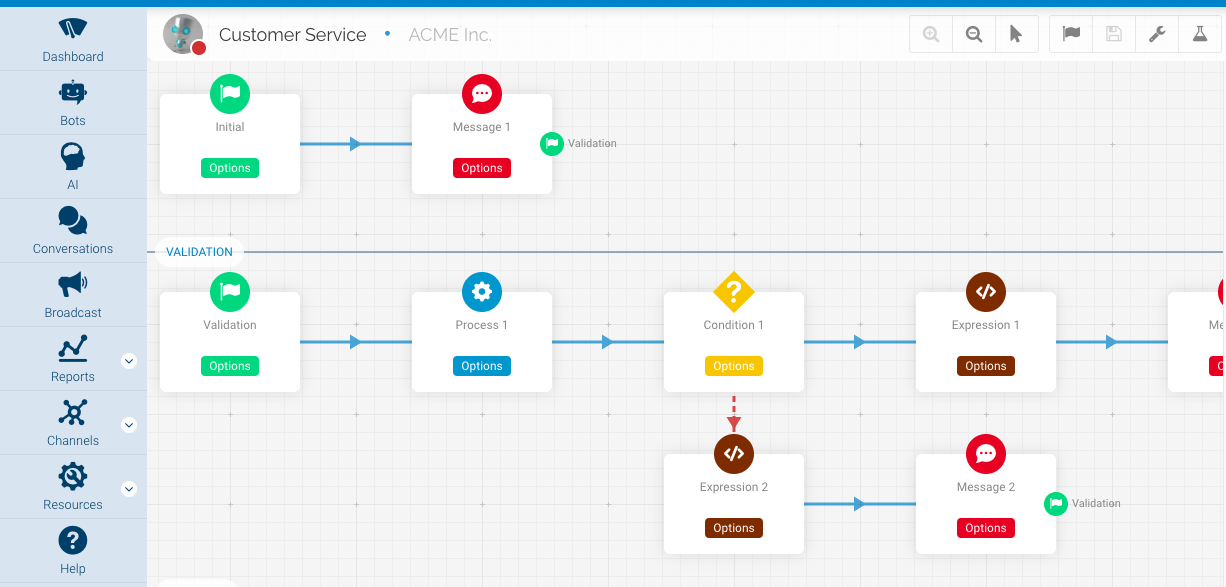 Customer Service • ACME Inc.
Dashboard
Bots
AI
Conversations
Broadcast
Reports
Channels
Resources
Help
Initial
Options
Message 1
Options
Validation
VALIDATION
Validation
Options
Process 1
Options
Condition 1
Options
Expression 1
Options
Expression 2
Options
Message 2
Options
Validation